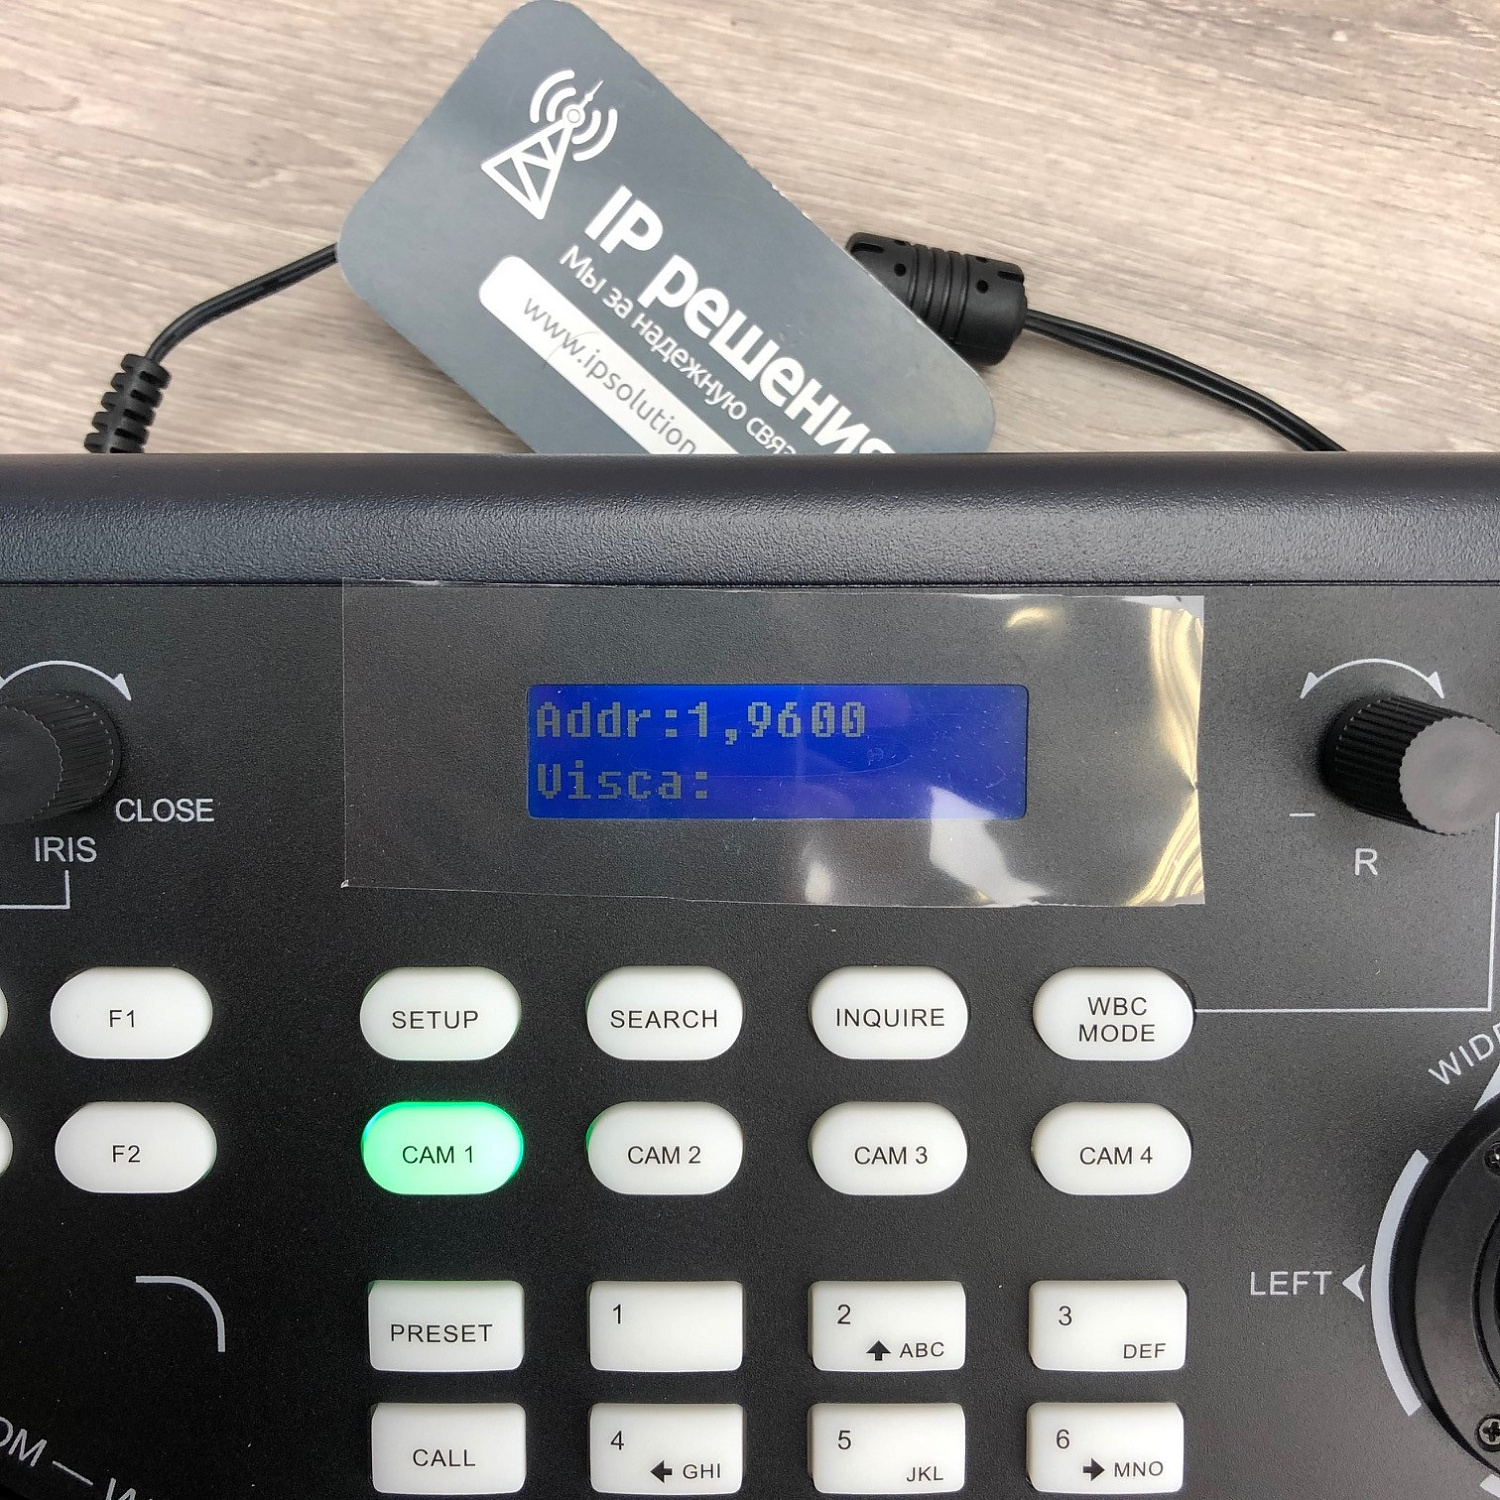 IP решения
Мы за надежную
www.ipsolution
Addr:1,9600
Visca:
CLOSE
IRIS
R
F1
SETUP
SEARCH
INQUIRE
WBC
MODE
F2
CAM 1
CAM 2
CAM 3
CAM 4
LEFT
PRESET
1
2 ABC
3 DEF
CALL
4 GHI
5 JKL
6 MNO